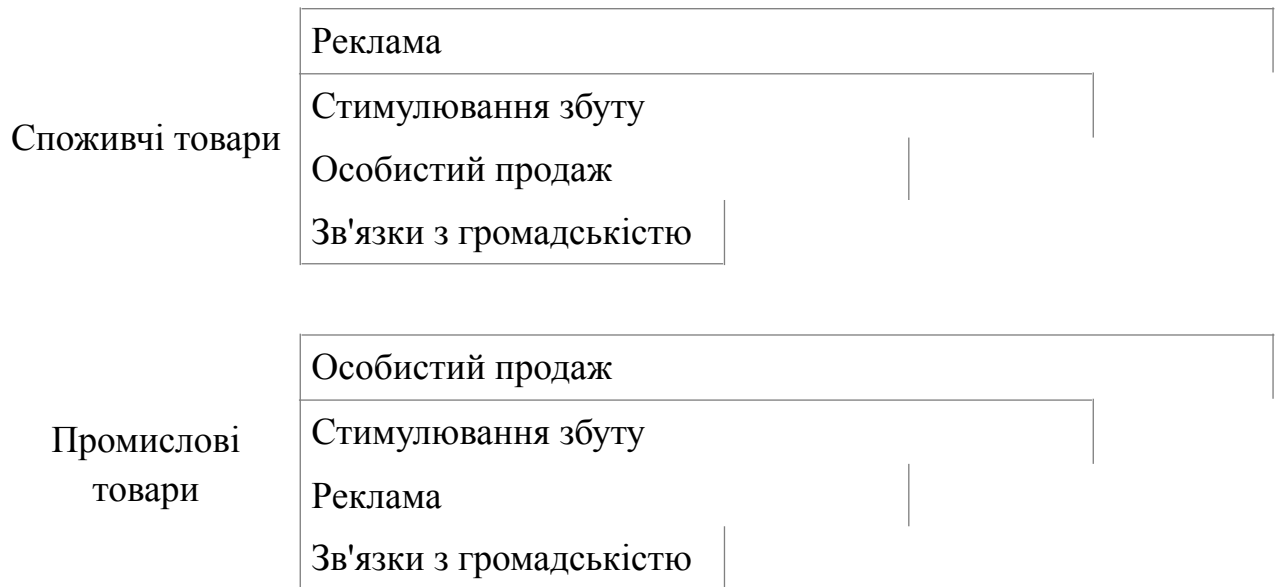 Споживчі товари
Реклама
Стимулювання збуту
Особистий продаж
Зв'язки з громадськістю
Промислові
товари
Особистий продаж
Стимулювання збуту
Реклама
Зв'язки з громадськістю